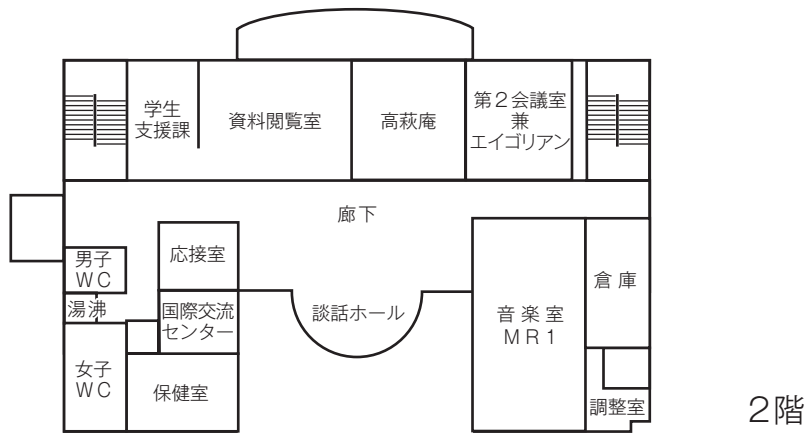 学生
支援課
資料閲覧室
高萩庵
第２会議室
兼
エイゴリアン
廊下
男子
ＷＣ
応接室
倉庫
湯沸
国際交流
センター
談話ホール
音楽室
ＭＲ１
女子
ＷＣ
保健室
調整室
２階